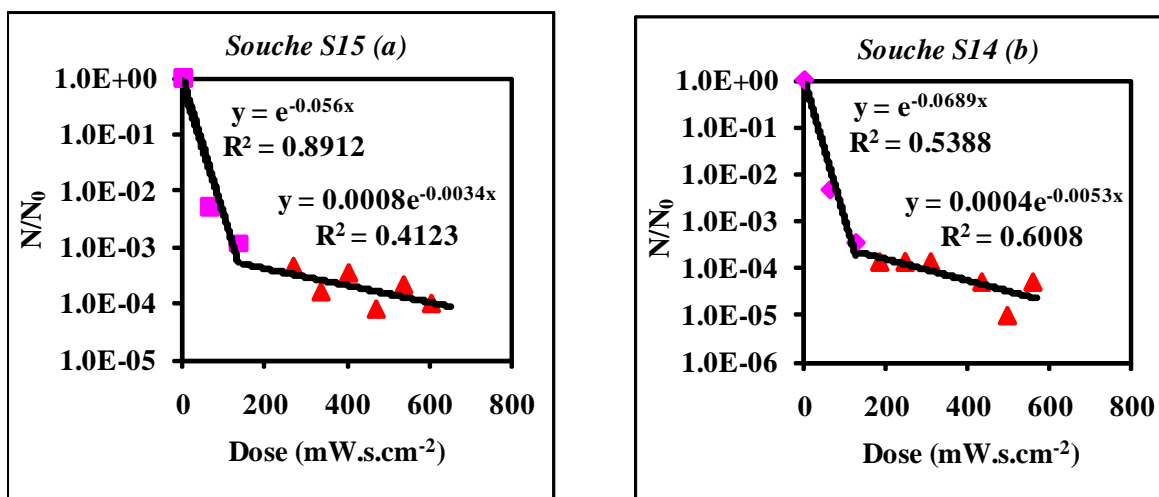 Souche S15 (a)
1.0E+00
1.0E-01
1.0E-02
1.0E-03
1.0E-04
1.0E-05
N/N₀
y = e^-0.056x
R² = 0.8912
y = 0.0008e^-0.0034x
R² = 0.4123
0 200 400 600 800
Dose (mW.s.cm⁻²)
Souche S14 (b)
1.0E+00
1.0E-01
1.0E-02
1.0E-03
1.0E-04
1.0E-05
1.0E-06
N/N₀
y = e^-0.0689x
R² = 0.5388
y = 0.0004e^-0.0053x
R² = 0.6008
0 200 400 600 800
Dose (mW.s.cm⁻²)